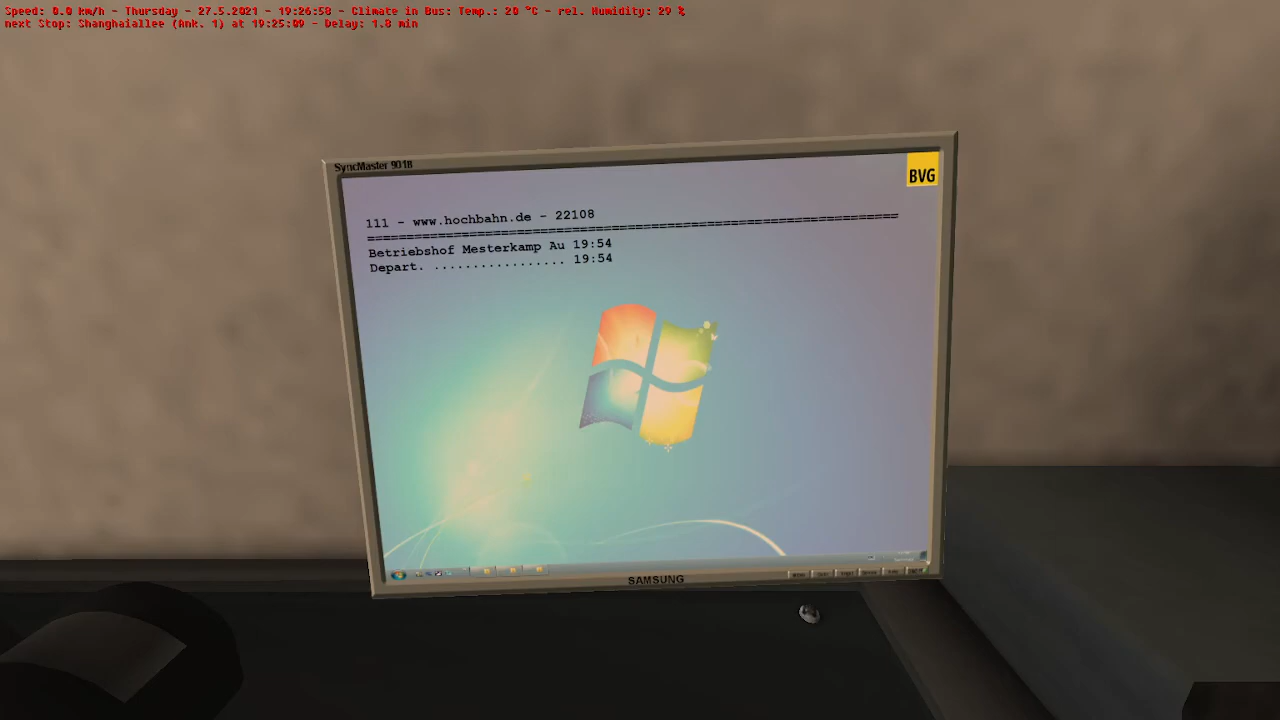 Speed: 0.0 km/h - Thursday - 27.5.2021 - 19:26:58 - Climate in Bus: Temp.: 20 °C - rel. Humidity: 29 %
next Stop: Shanghaiallee (Ank. 1) at 19:25:09 - Delay: 1.8 min
SyncMaster 901B
BVG
111 - www.hochbahn.de - 22108
====================================================================
Betriebshof Mesterkamp Au 19:54
Depart. ................. 19:54
SAMSUNG